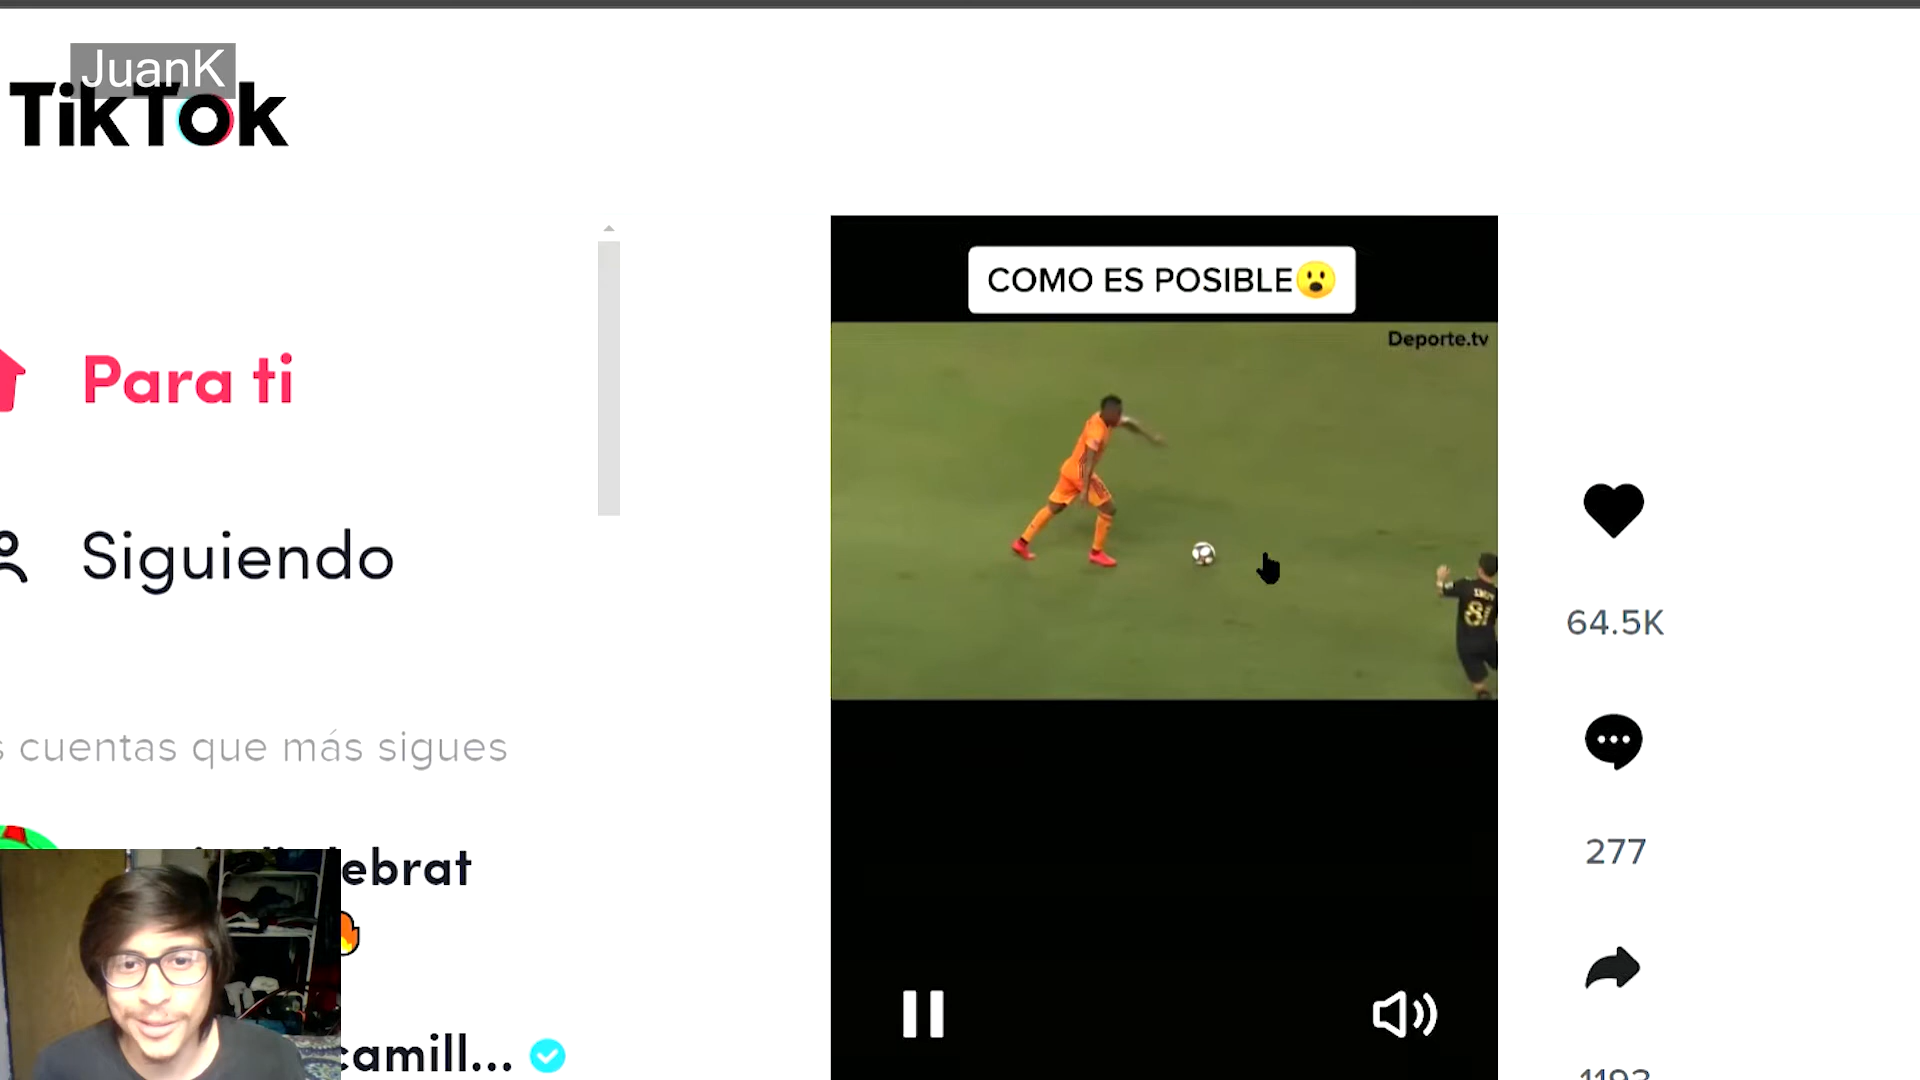 JuanK
TikTok
COMO ES POSIBLE😮
Deporte.tv
Para ti
Siguiendo
cuentas que más sigues
64.5K
277
ebrat
camill...